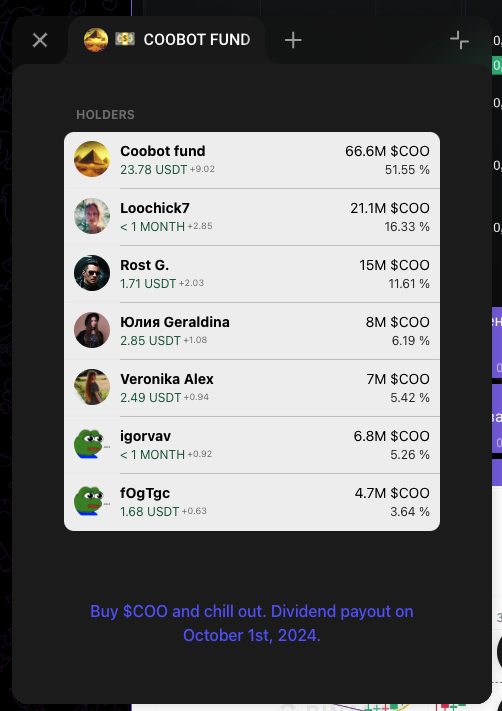 COOBOT FUND
HOLDERS
Coobot fund
66.6M $COO
23.78 USDT +9.02
51.55 %
Loochick7
21.1M $COO
< 1 MONTH +2.85
16.33 %
Rost G.
15M $COO
1.71 USDT +2.03
11.61 %
Юлия Geraldina
8M $COO
2.85 USDT +1.08
6.19 %
Veronika Alex
7M $COO
2.49 USDT +0.94
5.42 %
igorvav
6.8M $COO
< 1 MONTH +0.92
5.26 %
fOgTgc
4.7M $COO
1.68 USDT +0.63
3.64 %
Buy $COO and chill out. Dividend payout on
October 1st, 2024.